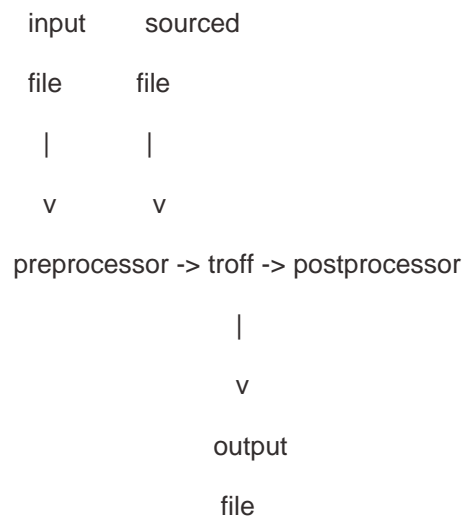 input sourced
file file
| |
v v
preprocessor -> troff -> postprocessor
|
v
output
file